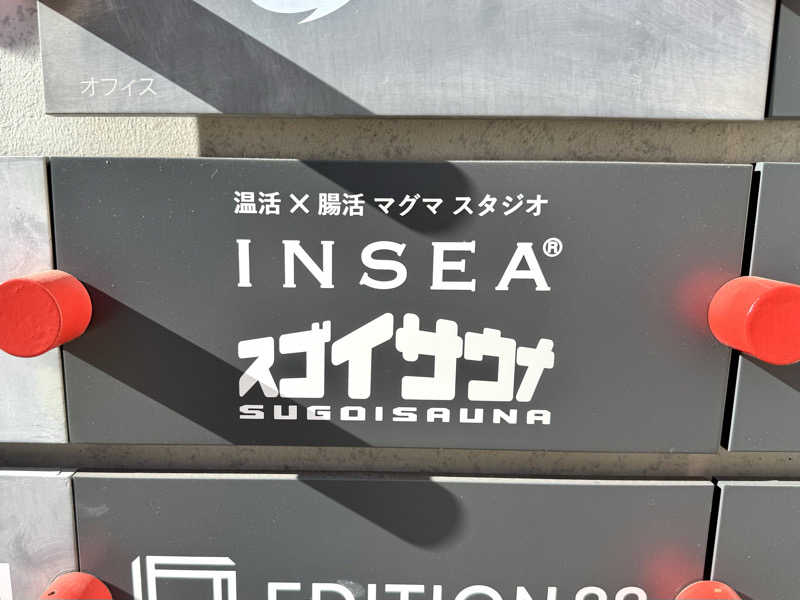 オフィス
温活 × 腸活 マグマ スタジオ
INSEA®
スゴイサウナ
SUGOISAUNA
EDITION